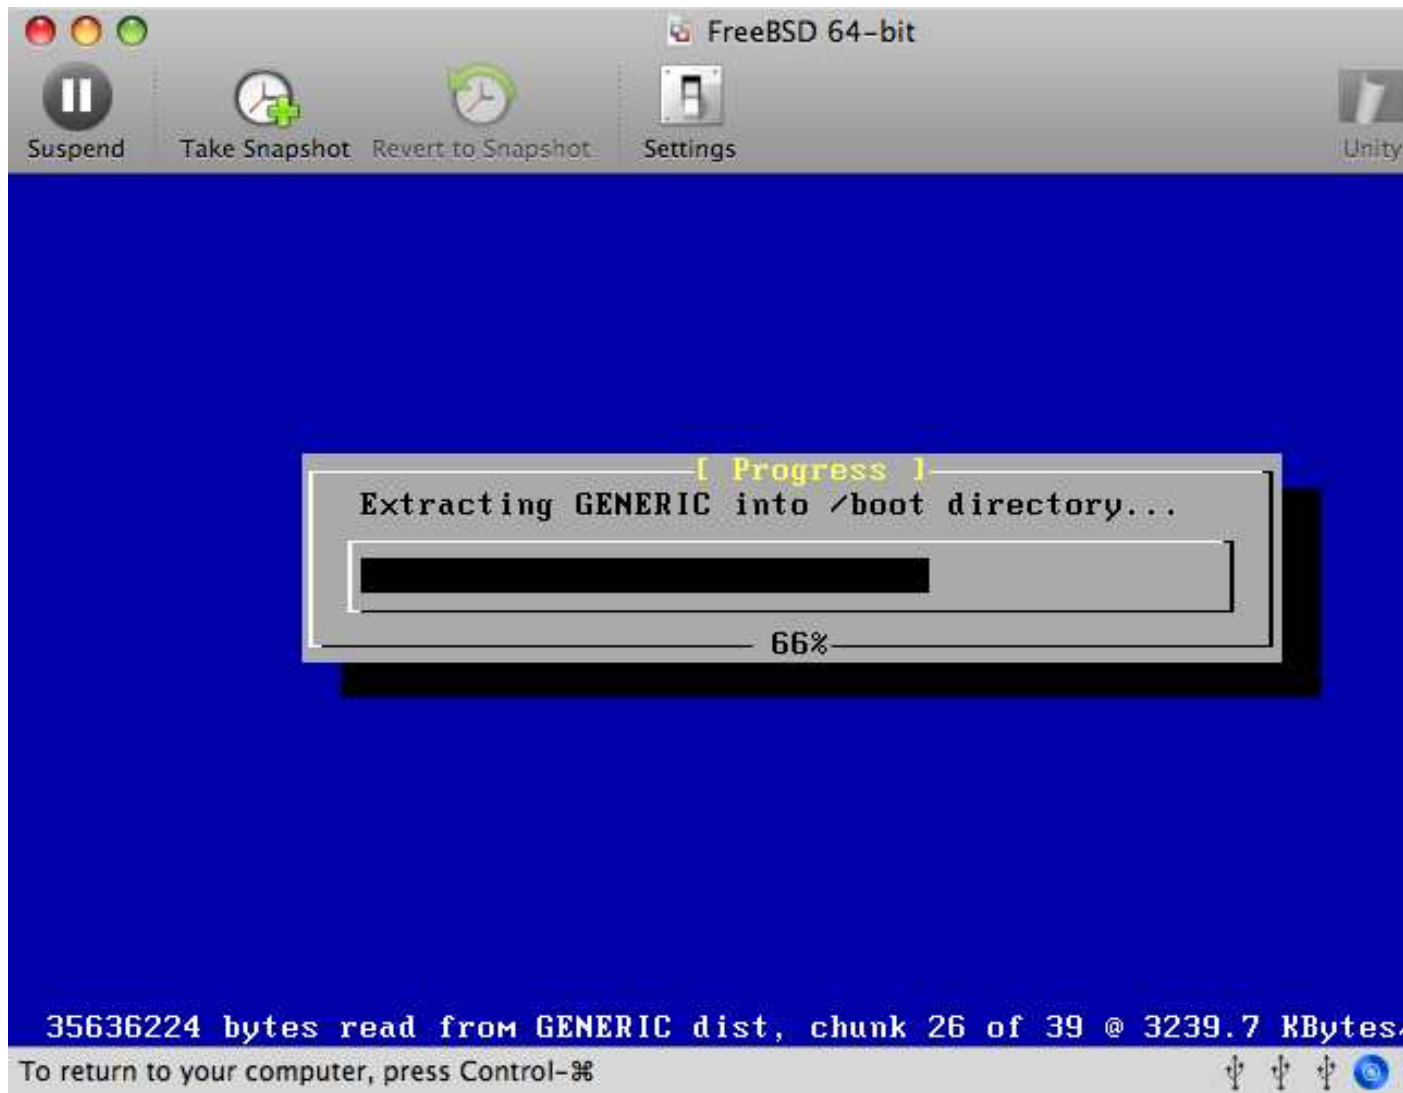 FreeBSD 64-bit
Suspend Take Snapshot Revert to Snapshot Settings Unity
[ Progress ]
Extracting GENERIC into /boot directory...
66%
35636224 bytes read from GENERIC dist, chunk 26 of 39 @ 3239.7 KBytes/
To return to your computer, press Control-⌘